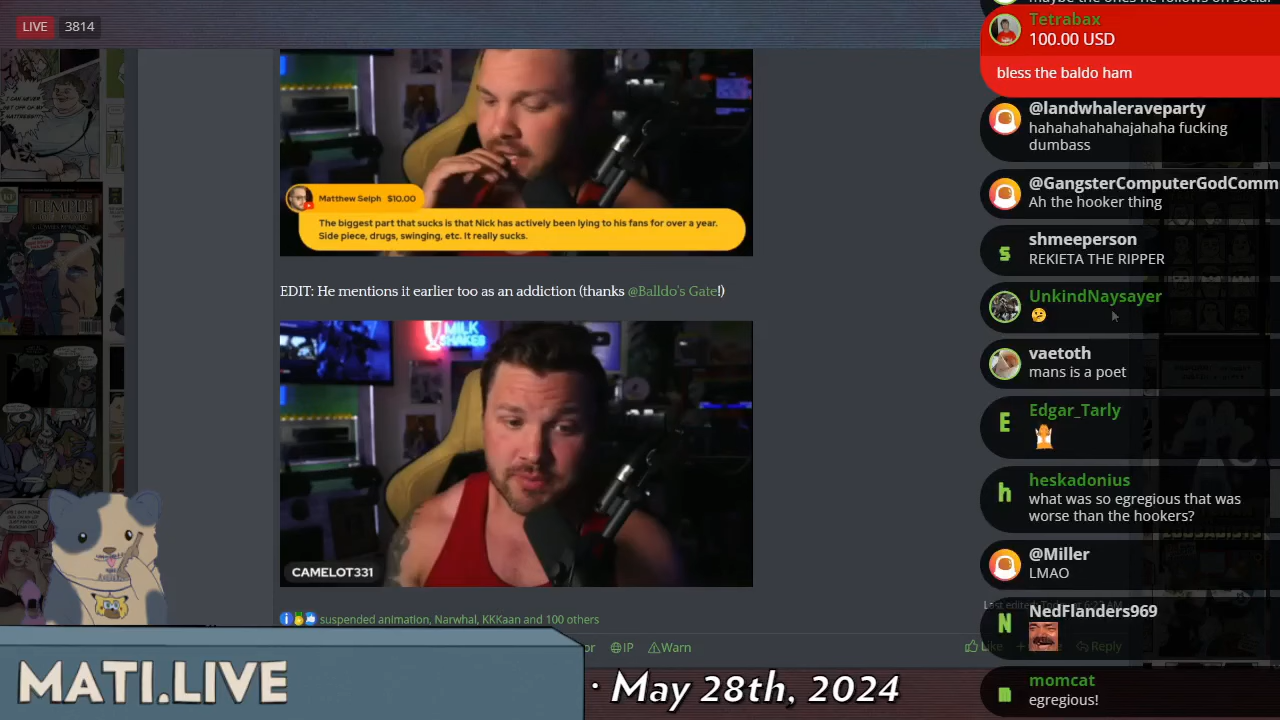 LIVE 3814
MILK
SHAKES
Matthew Selph $10.00
The biggest part that sucks is that Nick has actively been lying to his fans for over a year.
Side piece, drugs, swinging, etc. It really sucks.
EDIT: He mentions it earlier too as an addiction (thanks @Balldo's Gate!)
CAMELOT331
suspended animation, Narwhal, KKKaan and 100 others
or IP Warn
Like Reply
MATI.LIVE
· May 28th, 2024
Tetrabax
100.00 USD
bless the baldo ham
@landwhaleraveparty
hahahahahahajahaha fucking
dumbass
@GangsterComputerGodComm
Ah the hooker thing
shmeeperson
REKIETA THE RIPPER
UnkindNaysayer
vaetoth
mans is a poet
Edgar_Tarly
heskadonius
what was so egregious that was
worse than the hookers?
@Miller
LMAO
NedFlanders969
momcat
egregious!